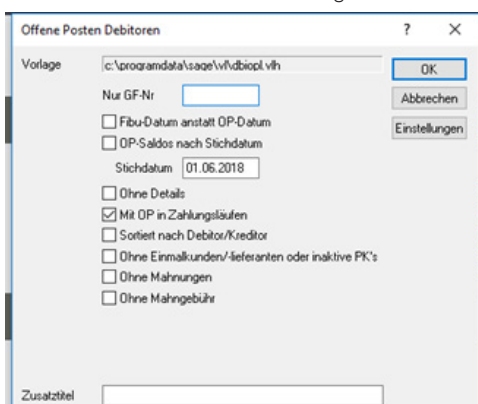 Offene Posten Debitoren ? ×
Vorlage c:\programdata\sage\vf\dbiopl.vlh OK
Nur GF-Nr Abbrechen
Fibu-Datum anstatt OP-Datum Einstellungen
OP-Saldos nach Stichdatum
Stichdatum 01.06.2018
Ohne Details
Mit OP in Zahlungsläufen
Sortiert nach Debitor/Kreditor
Ohne Einmalkunden/-lieferanten oder inaktive PK's
Ohne Mahnungen
Ohne Mahngebühr
Zusatztitel